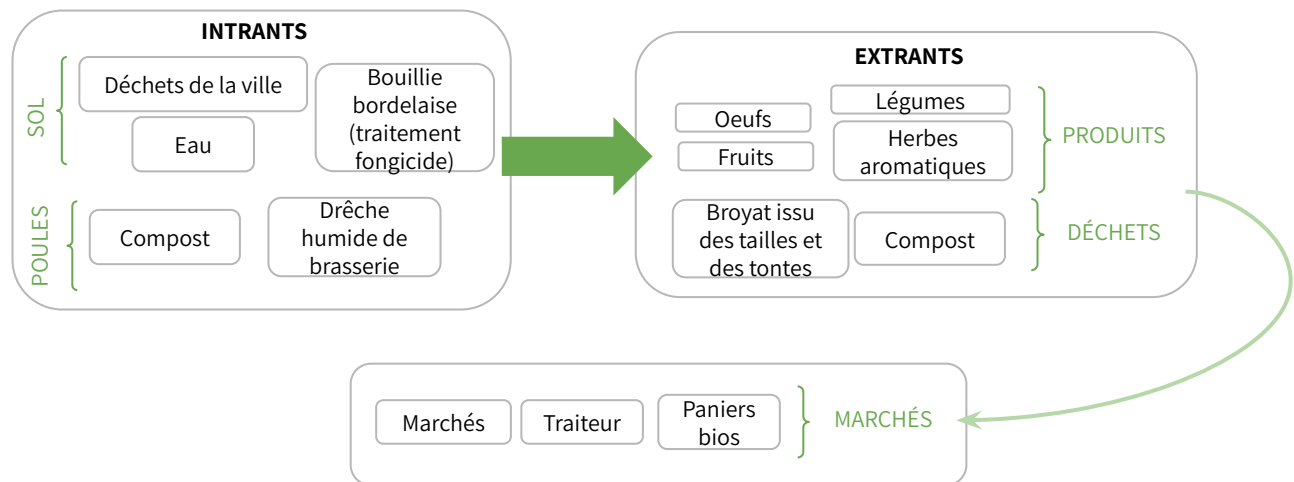 INTRANTS
SOL
Déchets de la ville
Eau
Bouillie
bordelaise
(traitement
fongicide)
POULES
Compost
Drêche
humide de
brasserie
EXTRANTS
Oeufs
Fruits
Légumes
Herbes
aromatiques
PRODUITS
Broyat issu
des tailles et
des tontes
Compost
DÉCHETS
Marchés
Traiteur
Paniers
bios
MARCHÉS